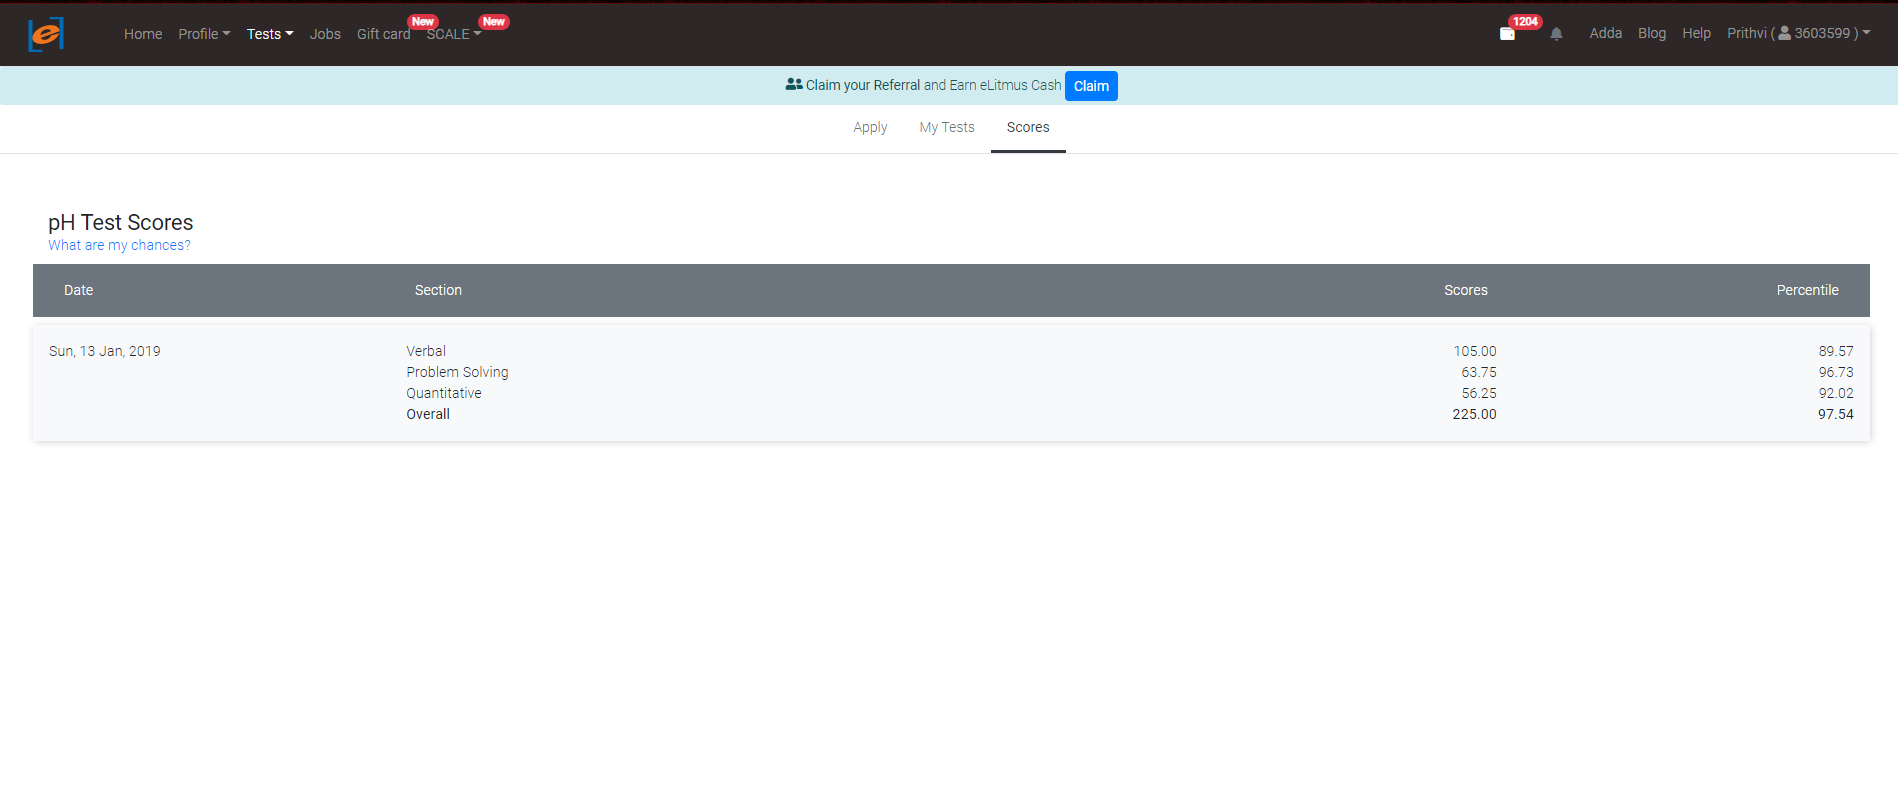 e Home Profile Tests Jobs Gift card New SCALE New 1204 Adda Blog Help Prithvi ( 3603599 )
Claim your Referral and Earn eLitmus Cash Claim
Apply My Tests Scores
pH Test Scores
What are my chances?
Date Section Scores Percentile
Sun, 13 Jan, 2019 Verbal 105.00 89.57
Problem Solving 63.75 96.73
Quantitative 56.25 92.02
Overall 225.00 97.54